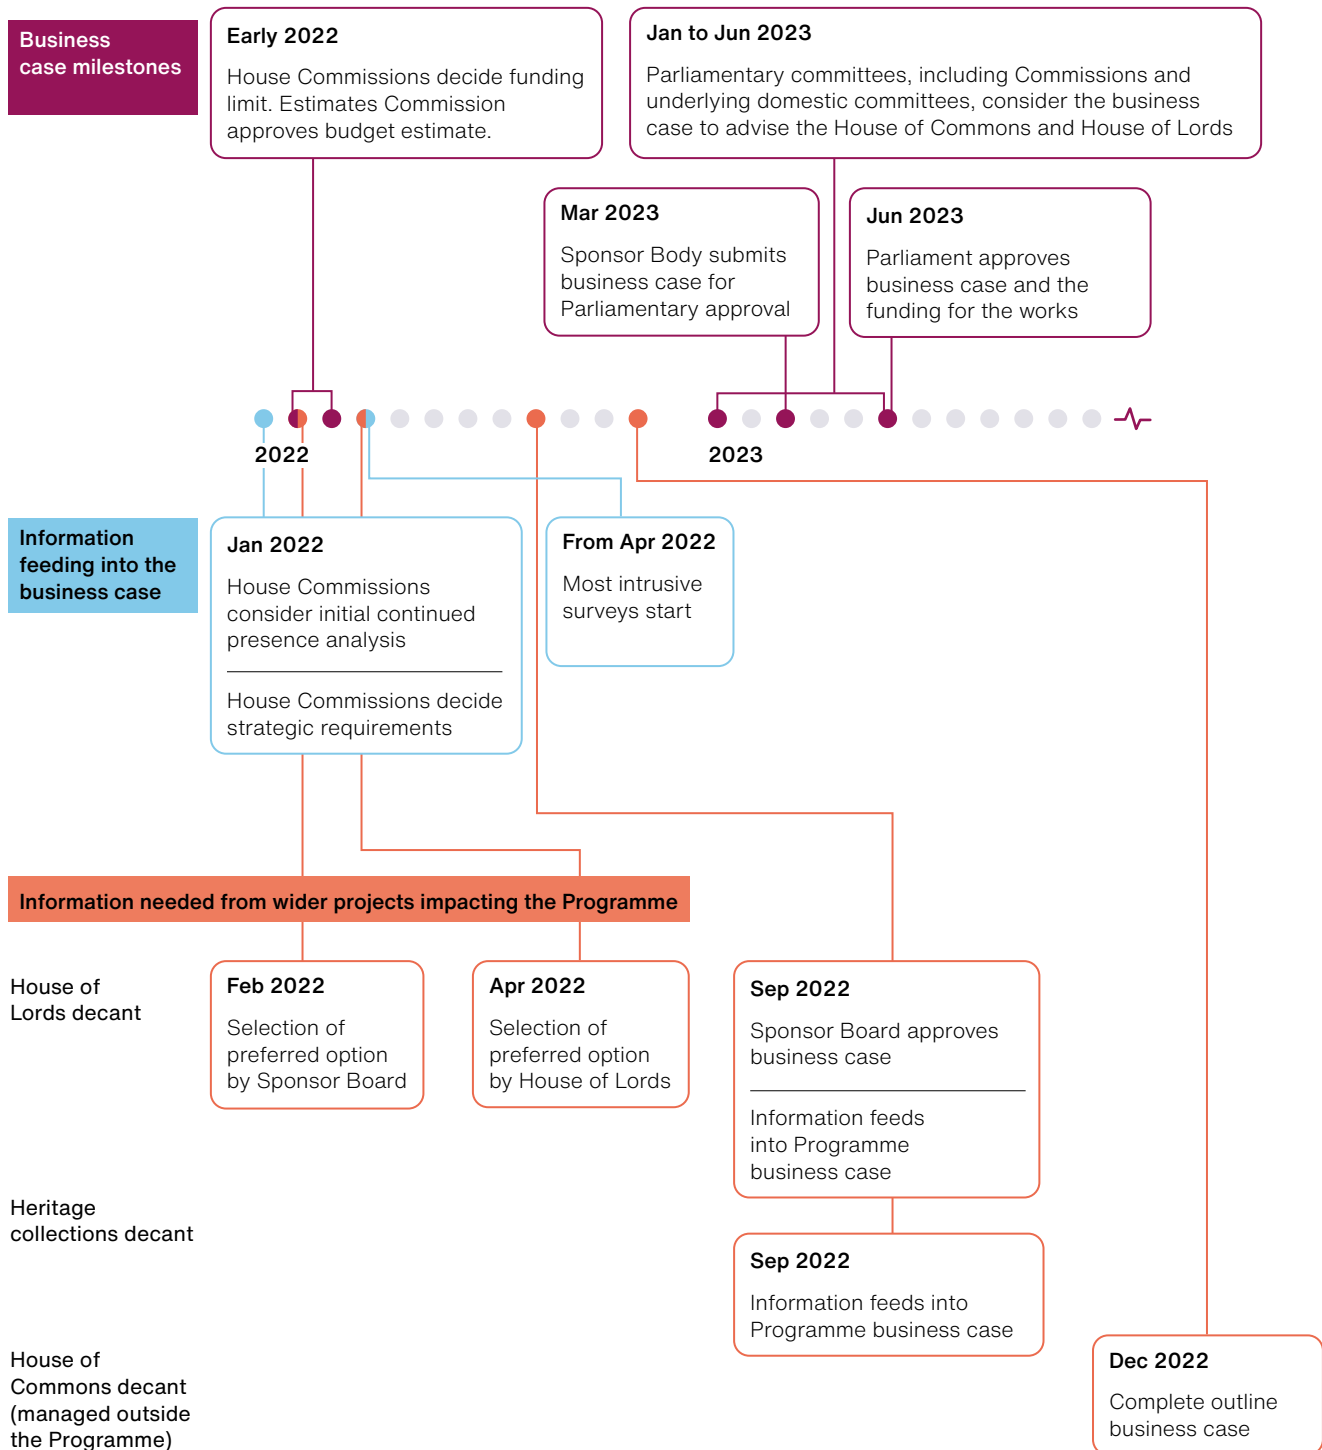 Business
case milestones
Early 2022
House Commissions decide funding
limit. Estimates Commission
approves budget estimate.
Jan to Jun 2023
Parliamentary committees, including Commissions and
underlying domestic committees, consider the business
case to advise the House of Commons and House of Lords
Mar 2023
Sponsor Body submits
business case for
Parliamentary approval
Jun 2023
Parliament approves
business case and the
funding for the works
2022
2023
Information
feeding into the
business case
Jan 2022
House Commissions
consider initial continued
presence analysis
House Commissions decide
strategic requirements
From Apr 2022
Most intrusive
surveys start
Information needed from wider projects impacting the Programme
House of
Lords decant
Feb 2022
Selection of
preferred option
by Sponsor Board
Apr 2022
Selection of
preferred option
by House of Lords
Sep 2022
Sponsor Board approves
business case
Information feeds
into Programme
business case
Heritage
collections decant
Sep 2022
Information feeds into
Programme business case
House of
Commons decant
(managed outside
the Programme)
Dec 2022
Complete outline
business case